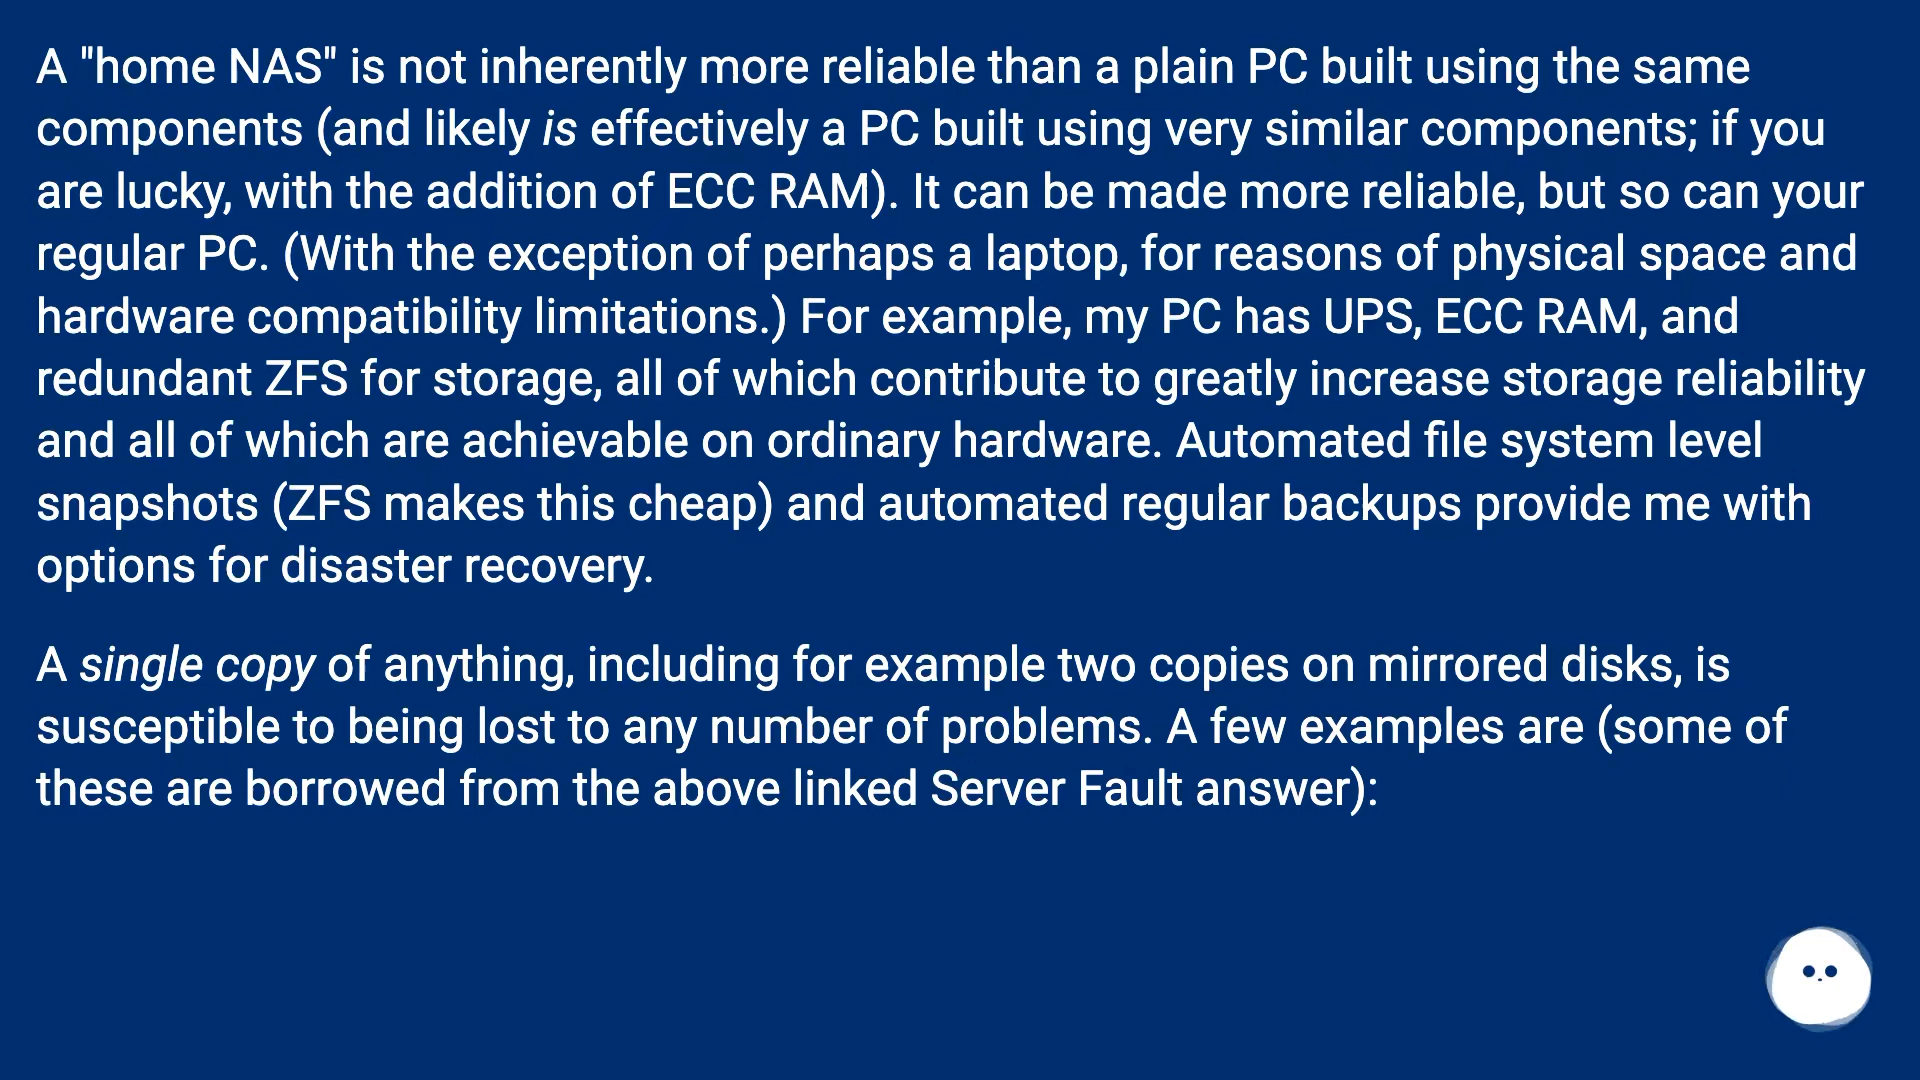 A "home NAS" is not inherently more reliable than a plain PC built using the same
components (and likely is effectively a PC built using very similar components; if you
are lucky, with the addition of ECC RAM). It can be made more reliable, but so can your
regular PC. (With the exception of perhaps a laptop, for reasons of physical space and
hardware compatibility limitations.) For example, my PC has UPS, ECC RAM, and
redundant ZFS for storage, all of which contribute to greatly increase storage reliability
and all of which are achievable on ordinary hardware. Automated file system level
snapshots (ZFS makes this cheap) and automated regular backups provide me with
options for disaster recovery.
A single copy of anything, including for example two copies on mirrored disks, is
susceptible to being lost to any number of problems. A few examples are (some of
these are borrowed from the above linked Server Fault answer):